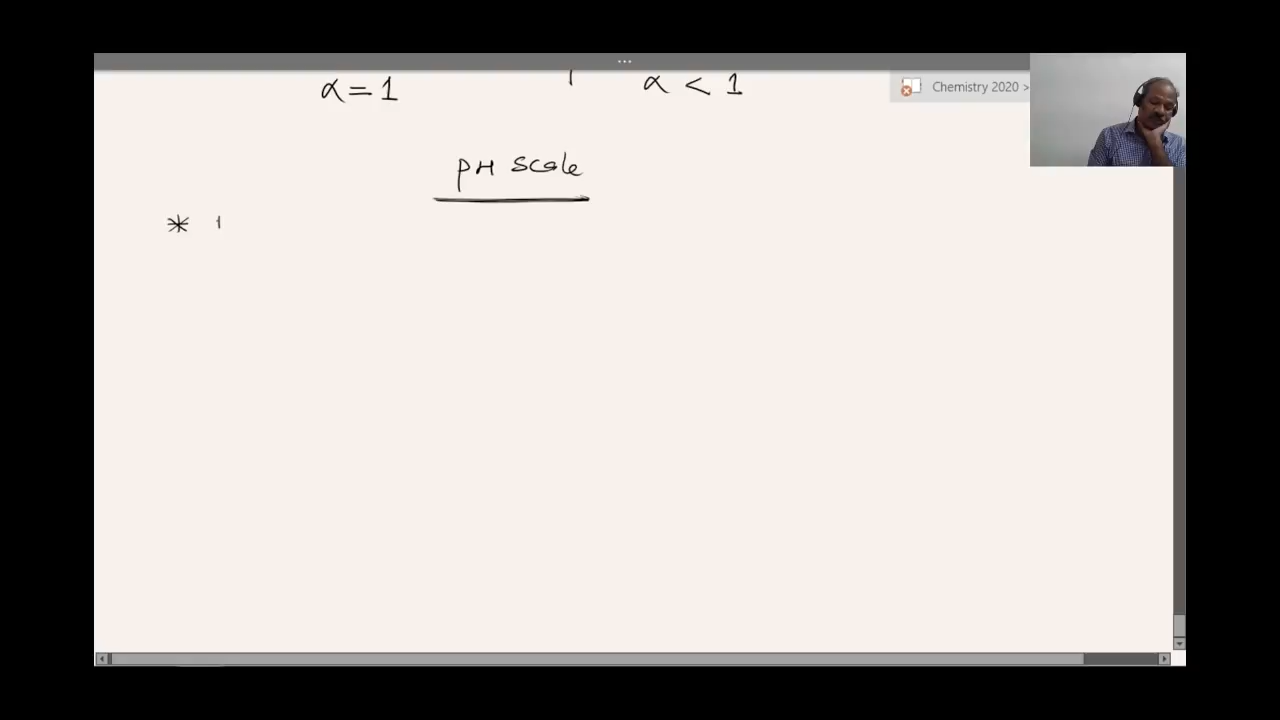 α = 1 α < 1
Chemistry 2020 >
pH scale
*